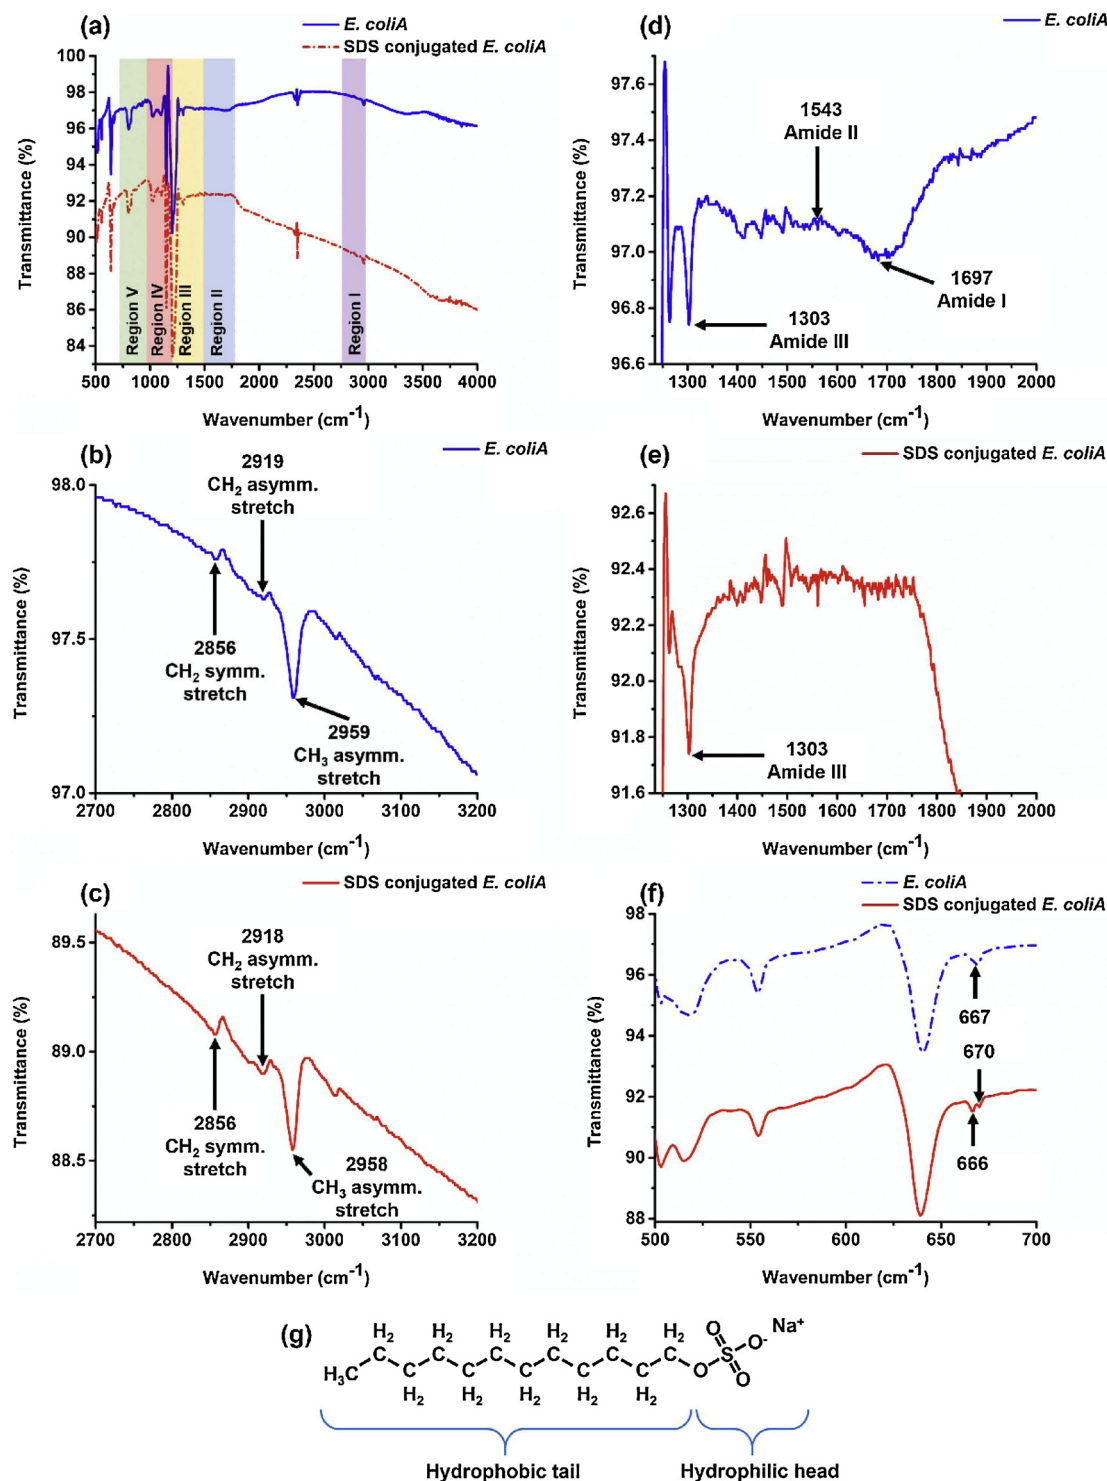 (a)
E. coliA
SDS conjugated E. coliA
100
98
96
94
92
90
88
86
84
Transmittance (%)
Region V
Region IV
Region III
Region II
Region I
500 1000 1500 2000 2500 3000 3500 4000
Wavenumber (cm-1)
(d)
E. coliA
97.6
97.4
97.2
97.0
96.8
96.6
Transmittance (%)
1543
Amide II
1697
Amide I
1303
Amide III
1300 1400 1500 1600 1700 1800 1900 2000
Wavenumber (cm-1)
(b)
E. coliA
98.0
97.5
97.0
Transmittance (%)
2919
CH2 asymm.
stretch
2856
CH2 symm.
stretch
2959
CH3 asymm.
stretch
2700 2800 2900 3000 3100 3200
Wavenumber (cm-1)
(e)
SDS conjugated E. coliA
92.6
92.4
92.2
92.0
91.8
91.6
Transmittance (%)
1303
Amide III
1300 1400 1500 1600 1700 1800 1900 2000
Wavenumber (cm-1)
(c)
SDS conjugated E. coliA
89.5
89.0
88.5
Transmittance (%)
2918
CH2 asymm.
stretch
2856
CH2 symm.
stretch
2958
CH3 asymm.
stretch
2700 2800 2900 3000 3100 3200
Wavenumber (cm-1)
(f)
E. coliA
SDS conjugated E. coliA
98
96
94
92
90
88
Transmittance (%)
667
670
666
500 550 600 650 700
Wavenumber (cm-1)
(g)
H2 H2 H2 H2 H2 H2 O Na+
C C C C C C S O-
H3C C C C C C O O
H2 H2 H2 H2 H2
Hydrophobic tail Hydrophilic head